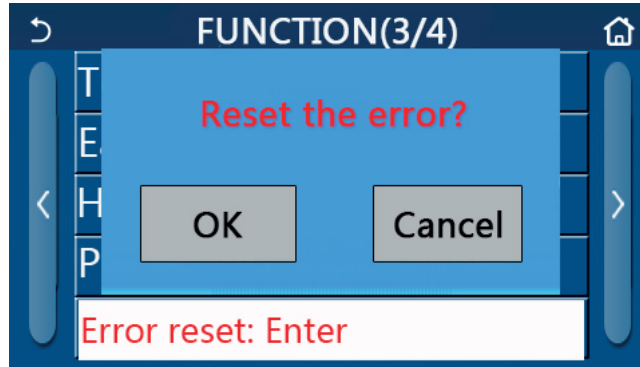 FUNCTION(3/4)
T
Reset the error?
E
H
OK
Cancel
P
Error reset: Enter